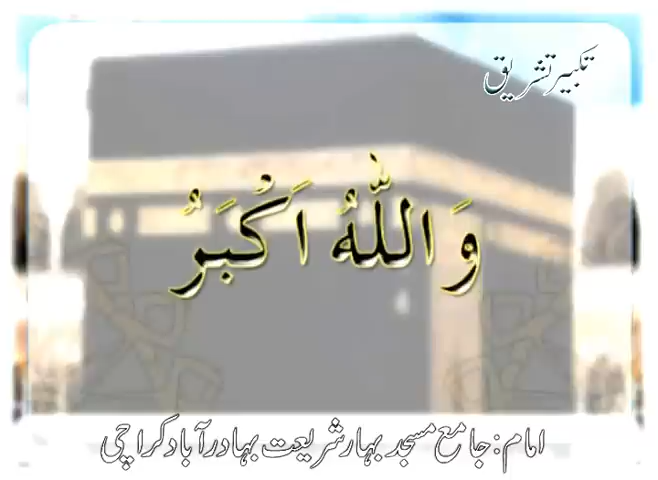 تکبیر تشریق
وَ اللّٰهُ اَکْبَرُ
امام: جامع مسجد بہار شریعت بہادر آباد کراچی